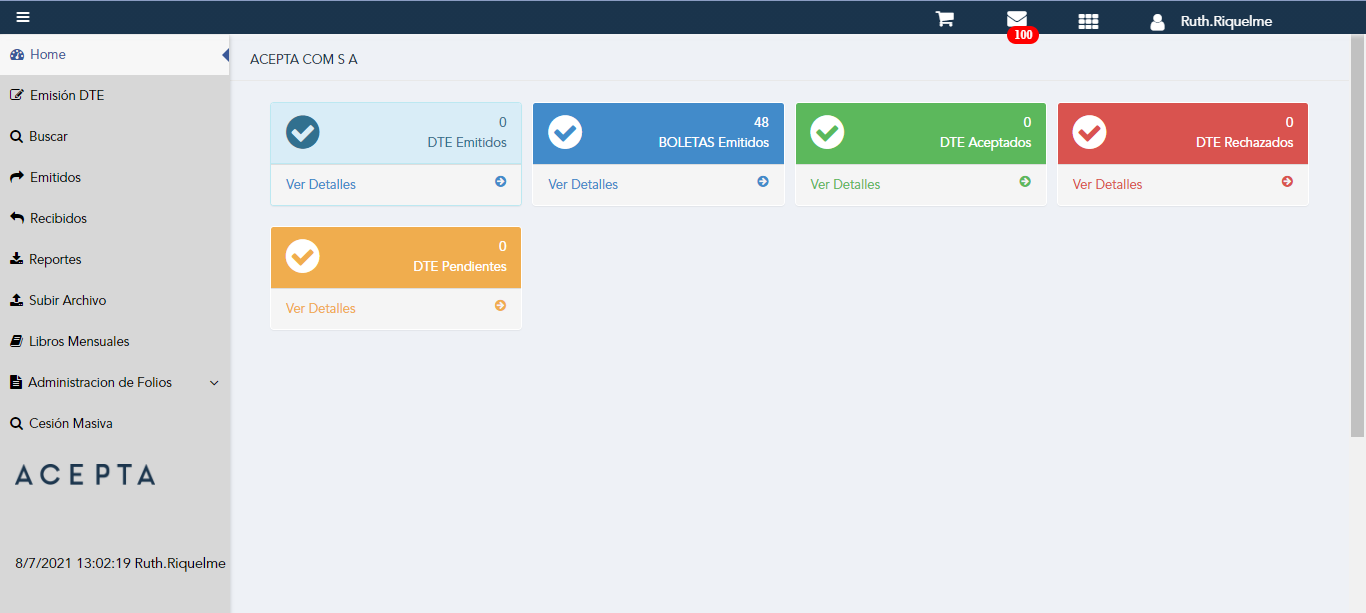 Ruth.Riquelme
100
Home
ACEPTA COM S A
Emisión DTE
Buscar
Emitidos
Recibidos
Reportes
Subir Archivo
Libros Mensuales
Administracion de Folios
Cesión Masiva
ACEPTA
8/7/2021 13:02:19 Ruth.Riquelme
0
DTE Emitidos
Ver Detalles
48
BOLETAS Emitidos
Ver Detalles
0
DTE Aceptados
Ver Detalles
0
DTE Rechazados
Ver Detalles
0
DTE Pendientes
Ver Detalles